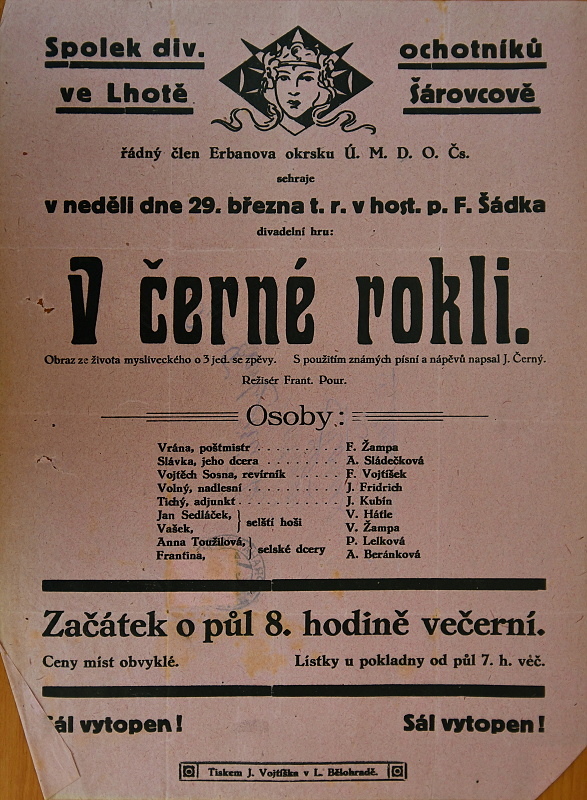 Spolek div. ochotníků
ve Lhotě Šárovcově
řádný člen Erbanova okrsku Ú. M. D. O. Čs.
sehraje
v neděli dne 29. března t. r. v host. p. F. Šádka
divadelní hru:
V černé rokli.
Obraz ze života mysliveckého o 3 jed. se zpěvy. S použitím známých písní a nápěvů napsal J. Černý.
Režisér Frant. Pour.
Osoby:
Vrána, poštmistr . . . . . . . . . F. Žampa
Slávka, jeho dcera . . . . . . . . A. Sládečková
Vojtěch Sosna, revírník . . . . . . F. Vojtíšek
Volný, nadlesní . . . . . . . . . . J. Fridrich
Tichý, adjunkt . . . . . . . . . . J. Kubín
Jan Sedláček, } selští hoši V. Hátle
Vašek, V. Žampa
Anna Toužilová, } selské dcery P. Lelková
Frantina, A. Beránková
Začátek o půl 8. hodině večerní.
Ceny míst obvyklé. Lístky u pokladny od půl 7. h. več.
ál vytopen! Sál vytopen!
Tiskem J. Vojtíška v L. Bělohradě.